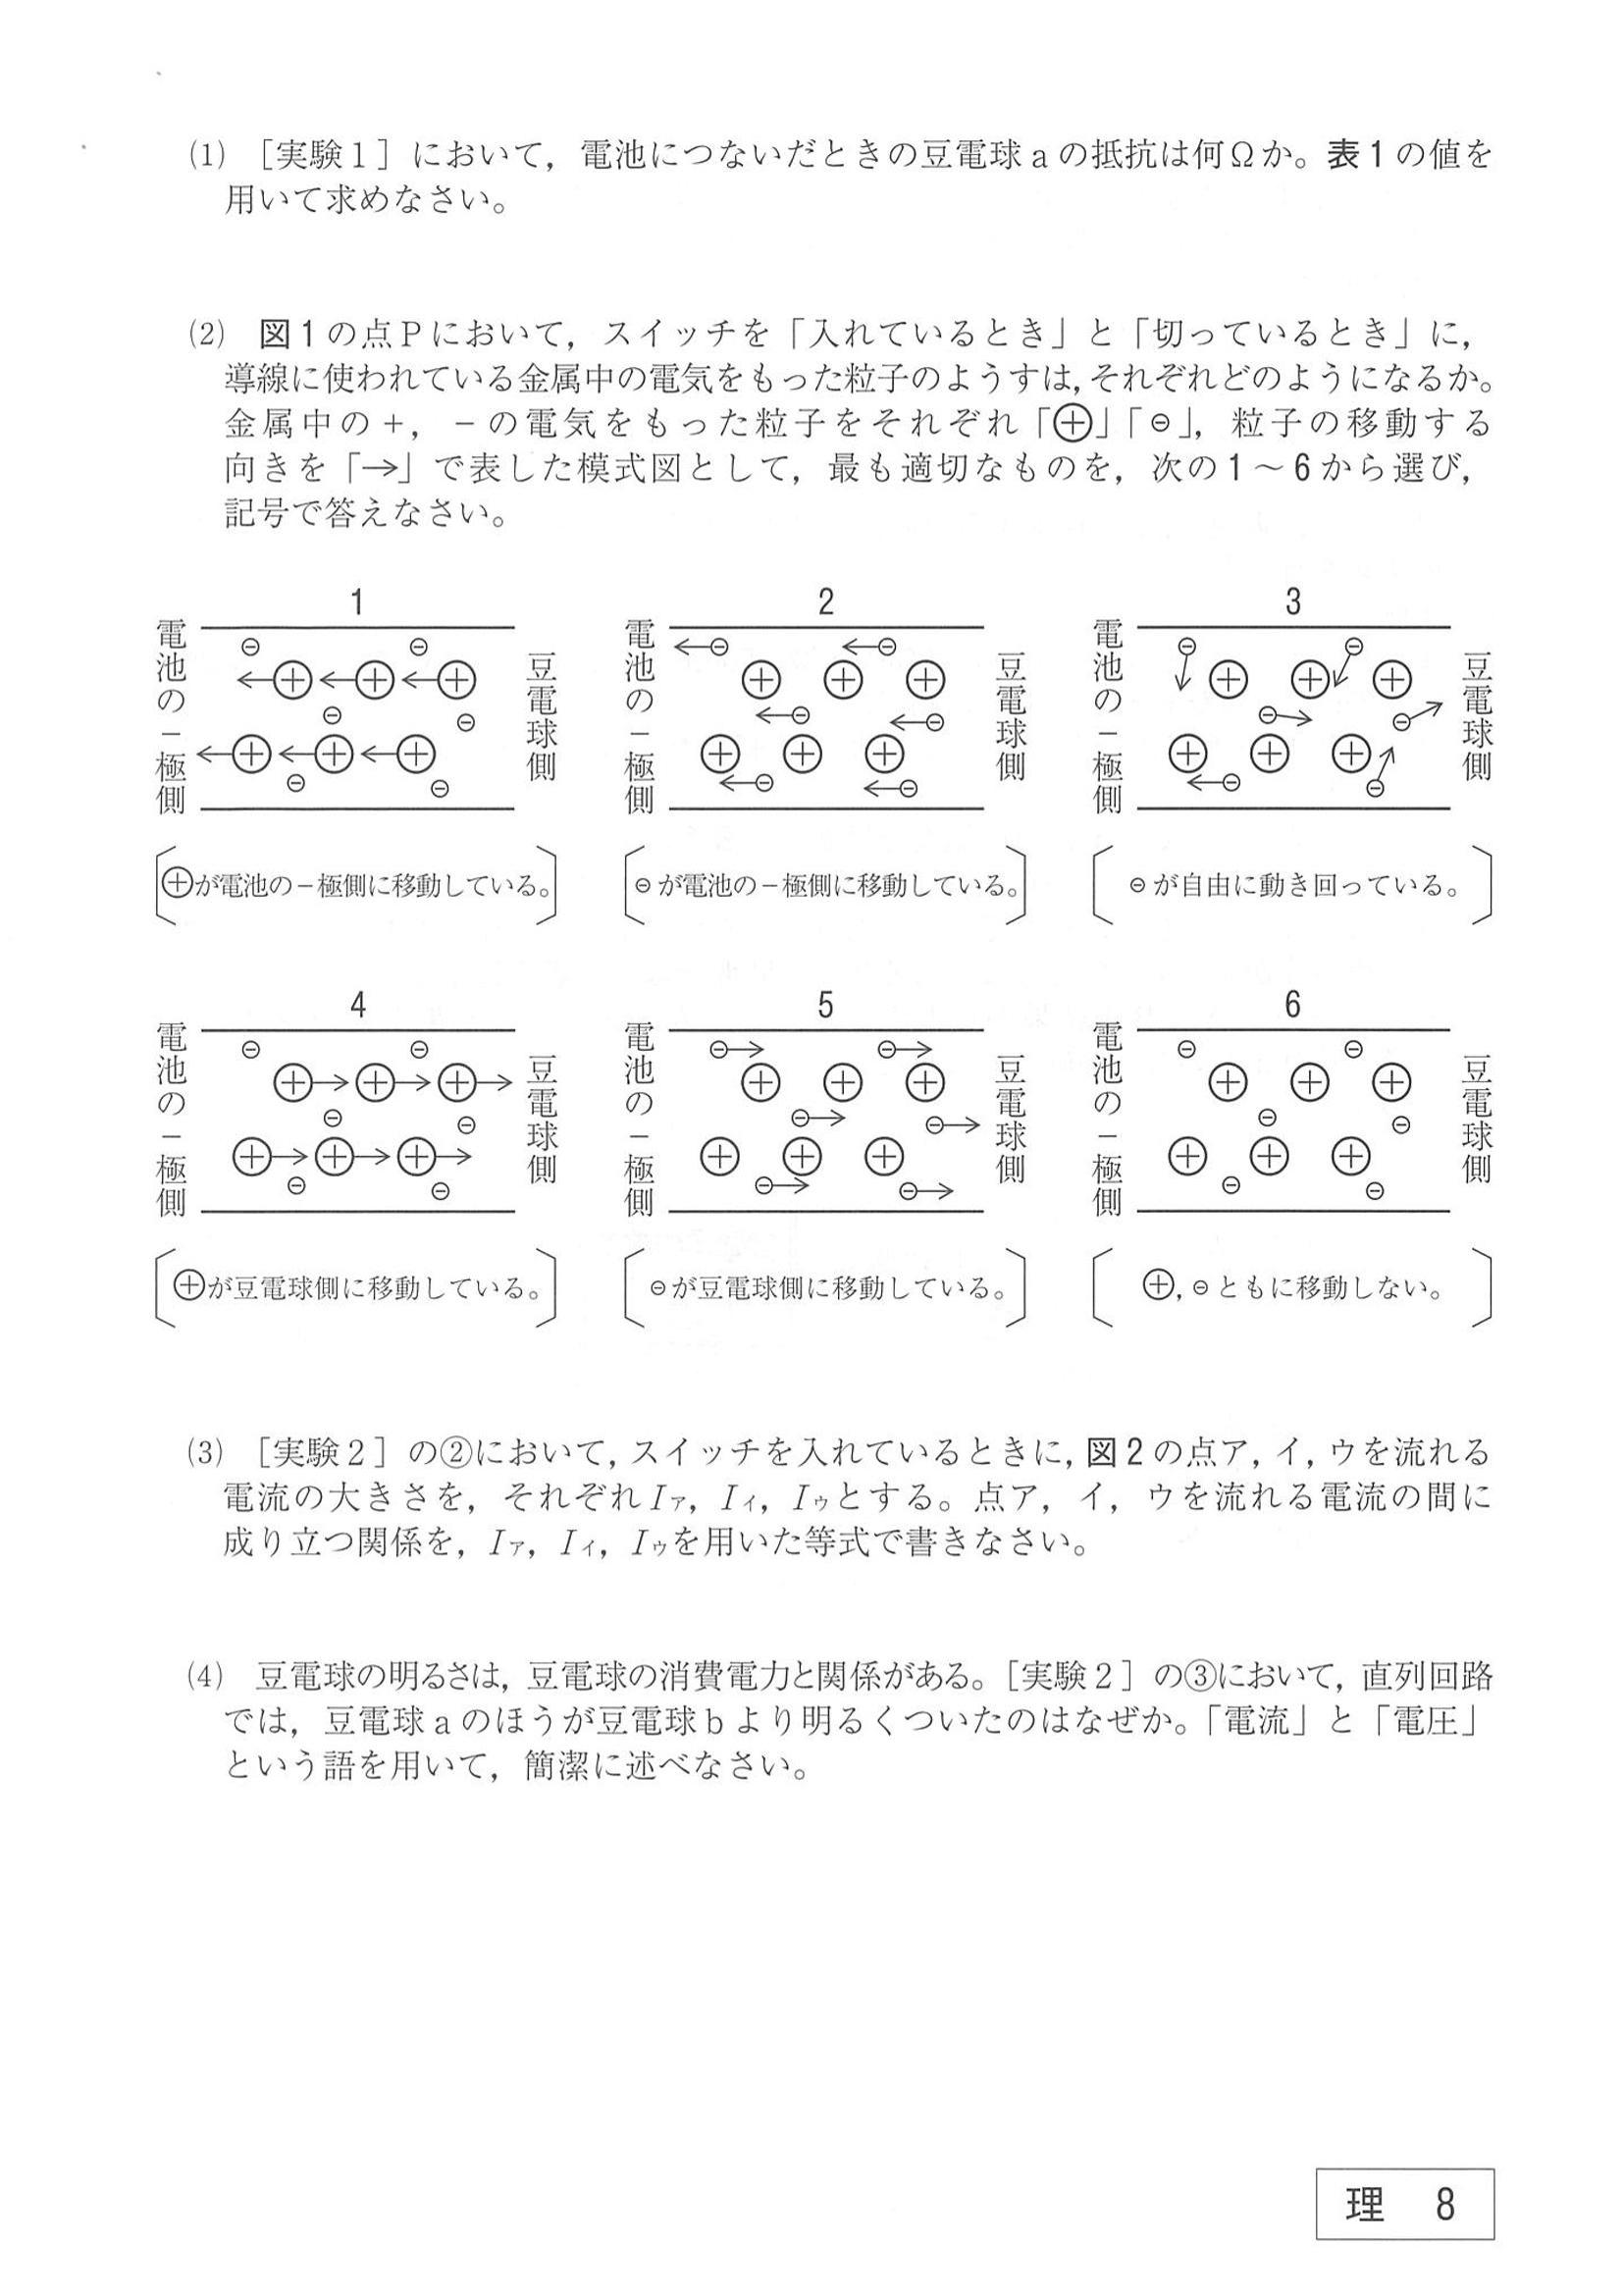 (1) ［実験１］において，電池につないだときの豆電球ａの抵抗は何Ωか。表１の値を
用いて求めなさい。
(2) 図１の点Ｐにおいて，スイッチを「入れているとき」と「切っているとき」に，
導線に使われている金属中の電気をもった粒子のようすは，それぞれどのようになるか。
金属中の＋，－の電気をもった粒子をそれぞれ「⊕」「⊖」，粒子の移動する
向きを「→」で表した模式図として，最も適切なものを，次の１～６から選び，
記号で答えなさい。
1
電池の－極側
豆電球側
⊕が電池の－極側に移動している。
2
電池の－極側
豆電球側
⊖が電池の－極側に移動している。
3
電池の－極側
豆電球側
⊖が自由に動き回っている。
4
電池の－極側
豆電球側
⊕が豆電球側に移動している。
5
電池の－極側
豆電球側
⊖が豆電球側に移動している。
6
電池の－極側
豆電球側
⊕，⊖ともに移動しない。
(3) ［実験２］の②において，スイッチを入れているときに，図２の点ア，イ，ウを流れる
電流の大きさを，それぞれIア，Iイ，Iウとする。点ア，イ，ウを流れる電流の間に
成り立つ関係を，Iア，Iイ，Iウを用いた等式で書きなさい。
(4) 豆電球の明るさは，豆電球の消費電力と関係がある。［実験２］の③において，直列回路
では，豆電球ａのほうが豆電球ｂより明るくついたのはなぜか。「電流」と「電圧」
という語を用いて，簡潔に述べなさい。
理 8